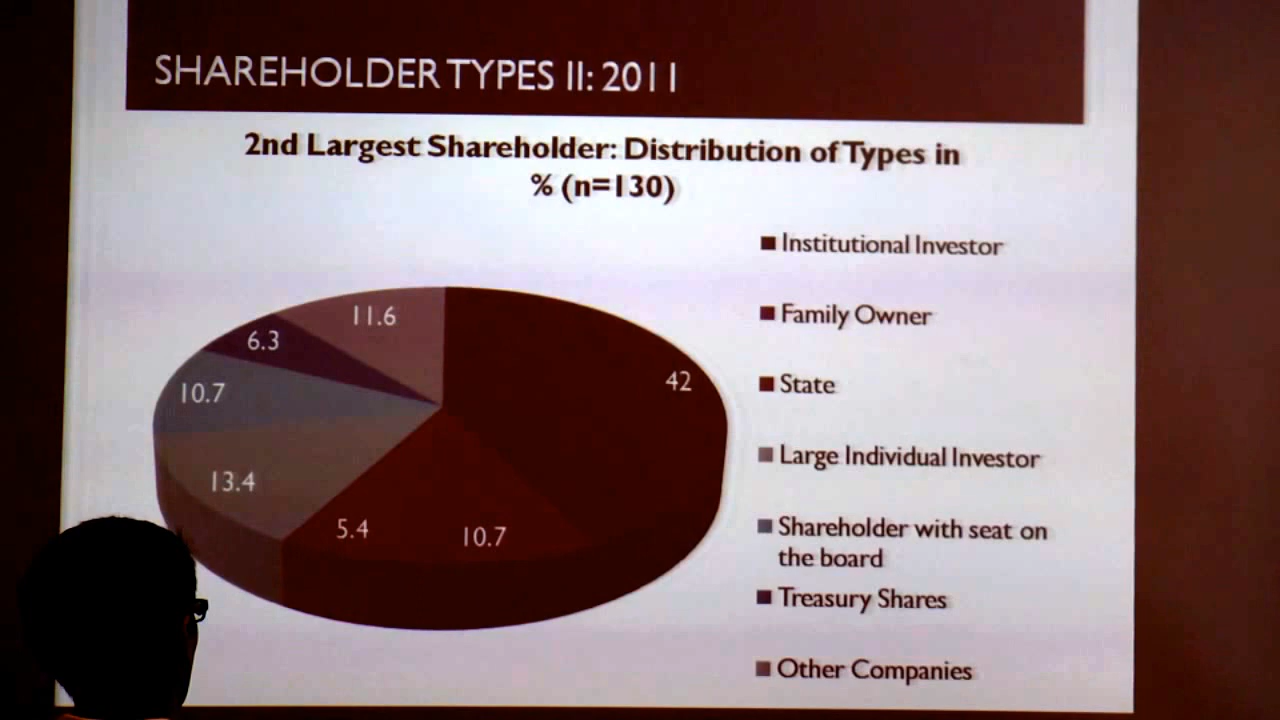 SHAREHOLDER TYPES II: 2011
2nd Largest Shareholder: Distribution of Types in
% (n=130)
Institutional Investor
Family Owner
State
Large Individual Investor
Shareholder with seat on
the board
Treasury Shares
Other Companies
11.6
6.3
42
10.7
13.4
5.4
10.7